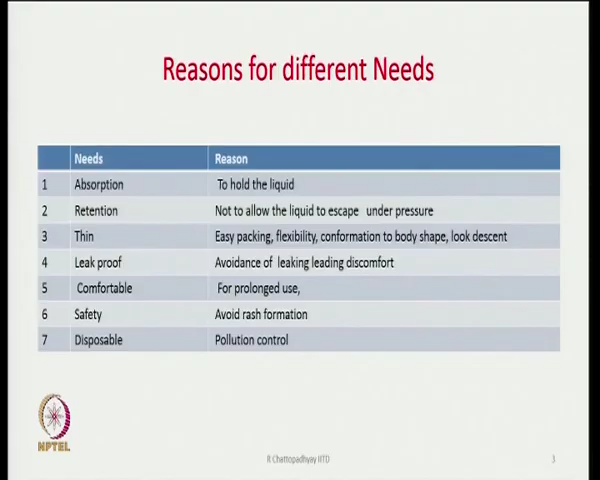 Reasons for different Needs
Needs Reason
1 Absorption To hold the liquid
2 Retention Not to allow the liquid to escape under pressure
3 Thin Easy packing, flexibility, conformation to body shape, look descent
4 Leak proof Avoidance of leaking leading discomfort
5 Comfortable For prolonged use,
6 Safety Avoid rash formation
7 Disposable Pollution control
NPTEL
R Chattopadhyay IITD
3